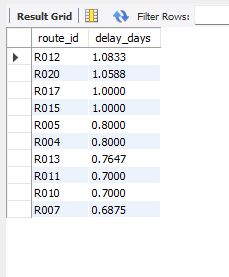 Result Grid Filter Rows:
route_id delay_days
R012 1.0833
R020 1.0588
R017 1.0000
R015 1.0000
R005 0.8000
R004 0.8000
R013 0.7647
R011 0.7000
R010 0.7000
R007 0.6875